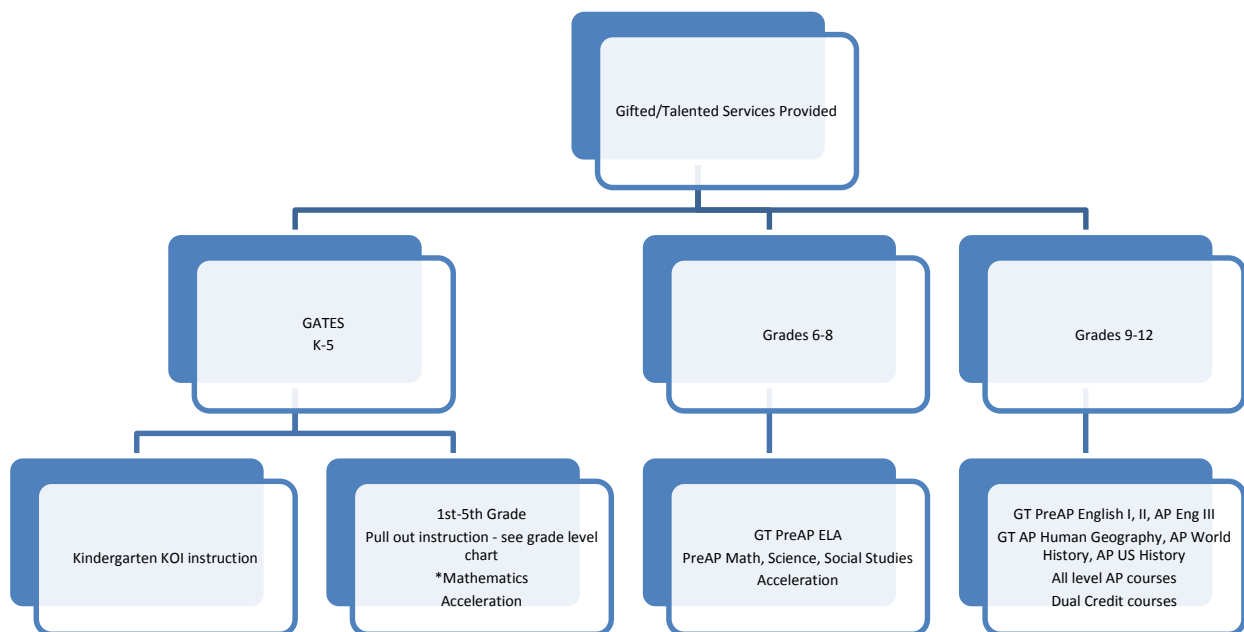 Gifted/Talented Services Provided
GATES
K-5
Grades 6-8
Grades 9-12
Kindergarten KOI instruction
1st-5th Grade
Pull out instruction - see grade level
chart
*Mathematics
Acceleration
GT PreAP ELA
PreAP Math, Science, Social Studies
Acceleration
GT PreAP English I, II, AP Eng III
GT AP Human Geography, AP World
History, AP US History
All level AP courses
Dual Credit courses